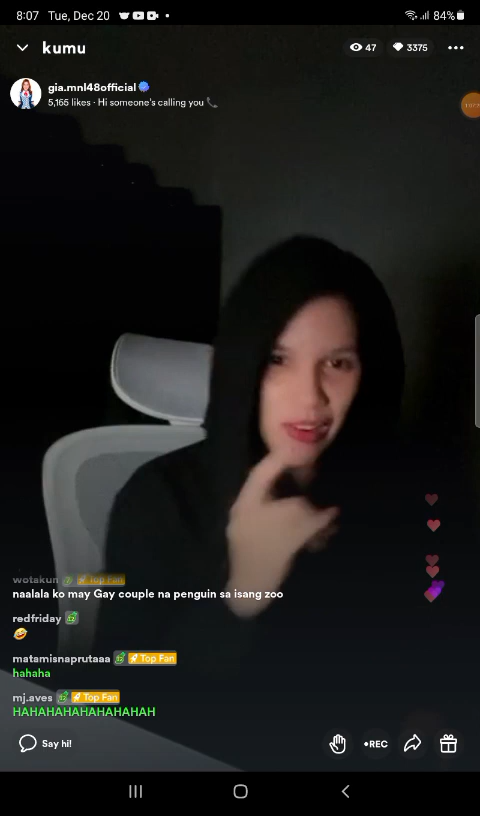 8:07 Tue, Dec 20 84%
kumu 47 3375
gia.mnl48official
5,165 likes · Hi someone's calling you 📞
wotakun Top Fan
naalala ko may Gay couple na penguin sa isang zoo
redfriday
🤣
matamisnaprutaaa Top Fan
hahaha
mj.aves Top Fan
HAHAHAHAHAHAHAHAH
Say hi! •REC